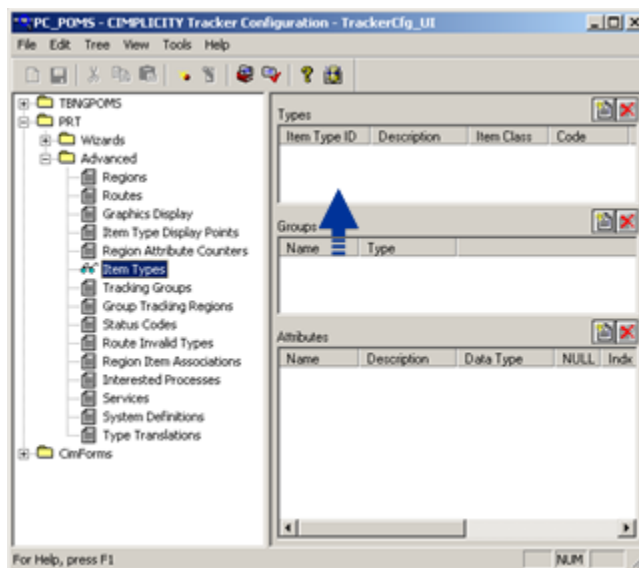 PC_POMS - CIMPLICITY Tracker Configuration - TrackerCfg_UI
File Edit Tree View Tools Help
TBNGPOMS
PRT
Wizards
Advanced
Regions
Routes
Graphics Display
Item Type Display Points
Region Attribute Counters
Item Types
Tracking Groups
Group Tracking Regions
Status Codes
Route Invalid Types
Region Item Associations
Interested Processes
Services
System Definitions
Type Translations
CimForms
Types
Item Type ID Description Item Class Code
Groups
Name Type
Attributes
Name Description Data Type NULL Inde
For Help, press F1
NUM